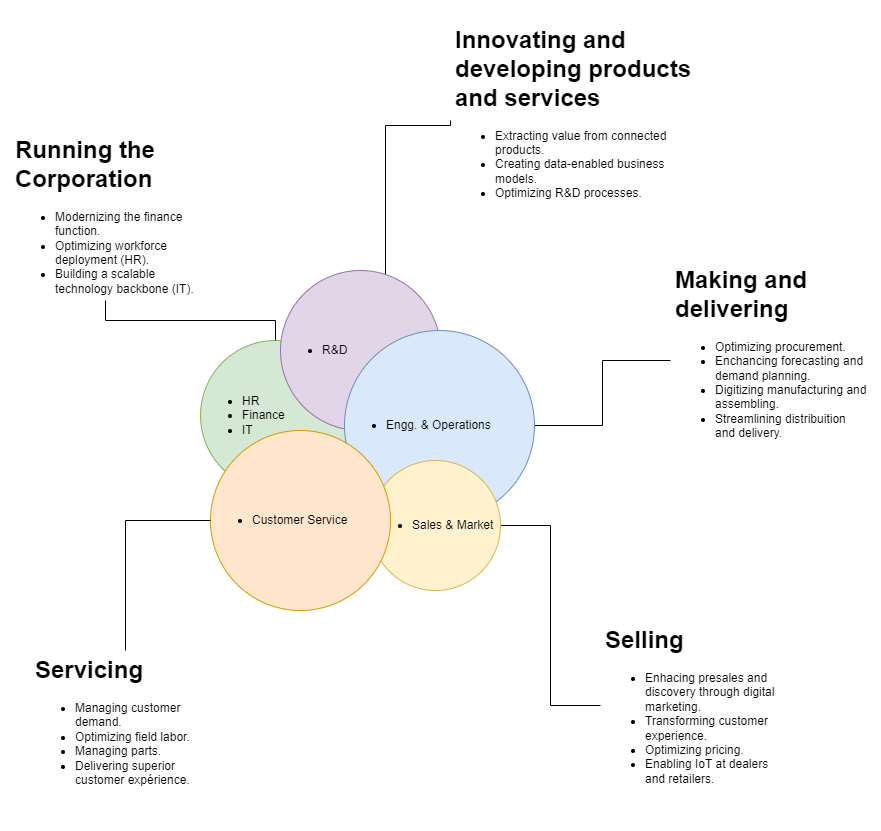 Innovating and
developing products
and services
• Extracting value from connected
products.
• Creating data-enabled business
models.
• Optimizing R&D processes.
Running the
Corporation
• Modernizing the finance
function.
• Optimizing workforce
deployment (HR).
• Building a scalable
technology backbone (IT).
Making and
delivering
• Optimizing procurement.
• Enchancing forecasting and
demand planning.
• Digitizing manufacturing and
assembling.
• Streamlining distribuition
and delivery.
• R&D
• HR
• Finance
• IT
• Engg. & Operations
• Customer Service
• Sales & Market
Servicing
• Managing customer
demand.
• Optimizing field labor.
• Managing parts.
• Delivering superior
customer expérience.
Selling
• Enhacing presales and
discovery through digital
marketing.
• Transforming customer
experience.
• Optimizing pricing.
• Enabling IoT at dealers
and retailers.